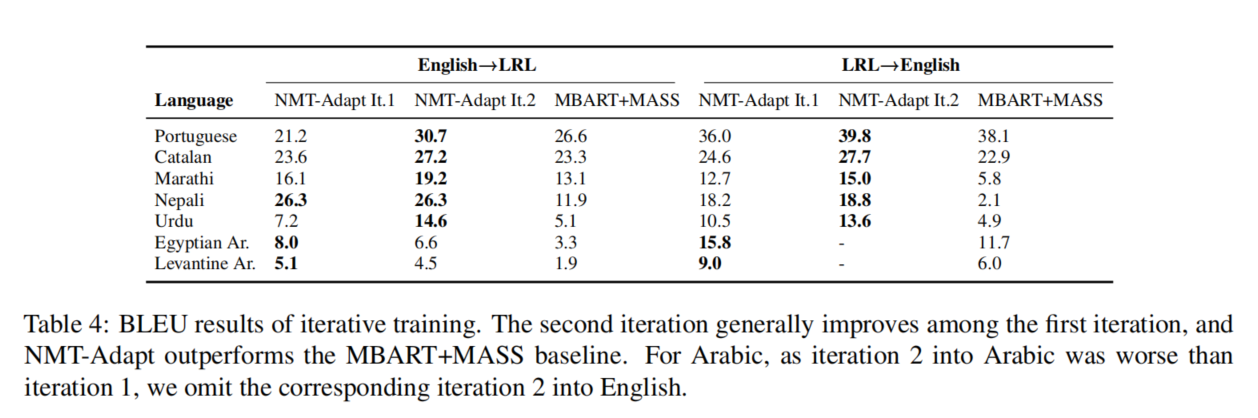 English→LRL LRL→English
Language NMT-Adapt It.1 NMT-Adapt It.2 MBART+MASS NMT-Adapt It.1 NMT-Adapt It.2 MBART+MASS
Portuguese 21.2 30.7 26.6 36.0 39.8 38.1
Catalan 23.6 27.2 23.3 24.6 27.7 22.9
Marathi 16.1 19.2 13.1 12.7 15.0 5.8
Nepali 26.3 26.3 11.9 18.2 18.8 2.1
Urdu 7.2 14.6 5.1 10.5 13.6 4.9
Egyptian Ar. 8.0 6.6 3.3 15.8 - 11.7
Levantine Ar. 5.1 4.5 1.9 9.0 - 6.0
Table 4: BLEU results of iterative training. The second iteration generally improves among the first iteration, and
NMT-Adapt outperforms the MBART+MASS baseline. For Arabic, as iteration 2 into Arabic was worse than
iteration 1, we omit the corresponding iteration 2 into English.